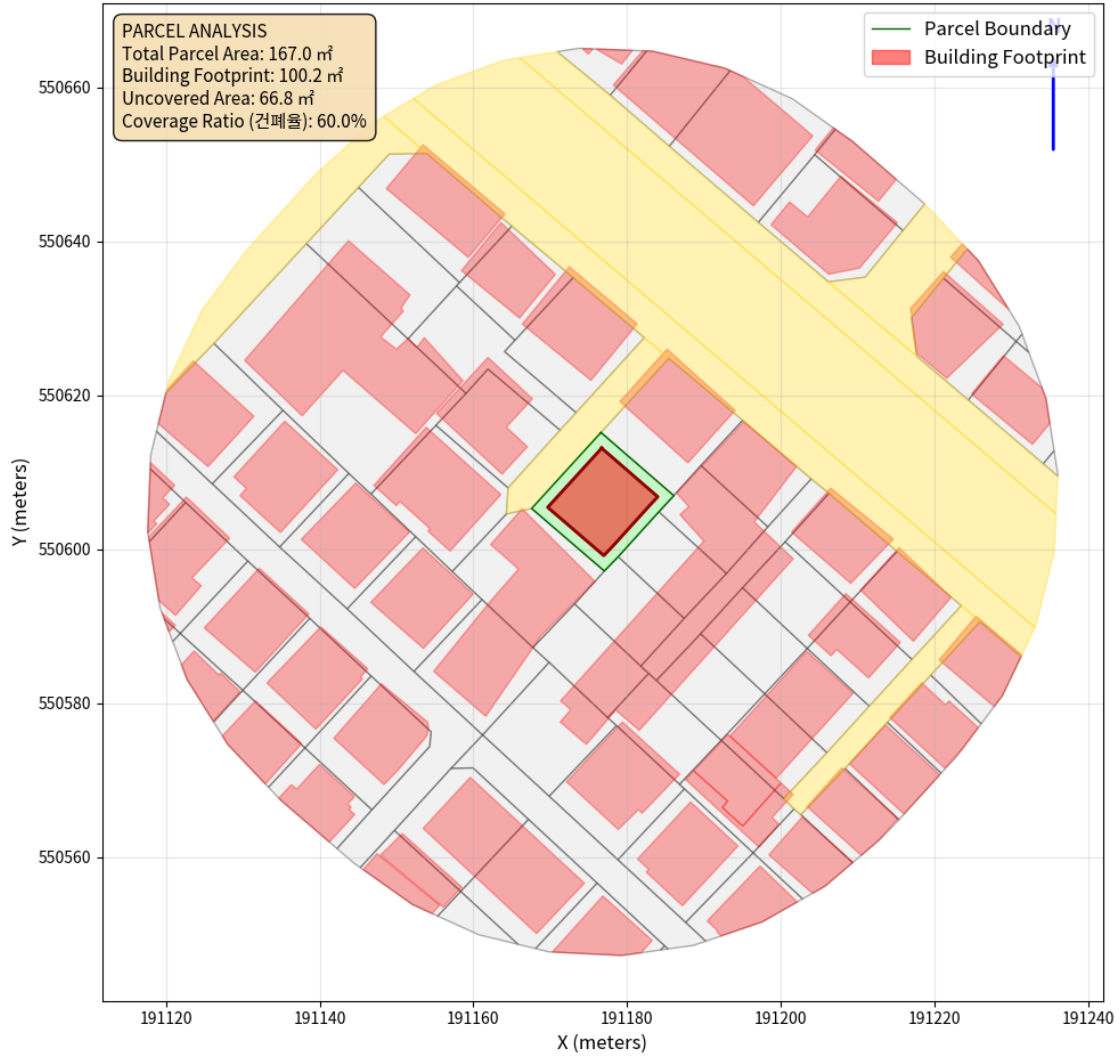 PARCEL ANALYSIS
Total Parcel Area: 167.0 ㎡
Building Footprint: 100.2 ㎡
Uncovered Area: 66.8 ㎡
Coverage Ratio (건폐율): 60.0%
N
Parcel Boundary
Building Footprint
550660
550640
550620
550600
550580
550560
Y (meters)
191120 191140 191160 191180 191200 191220 191240
X (meters)